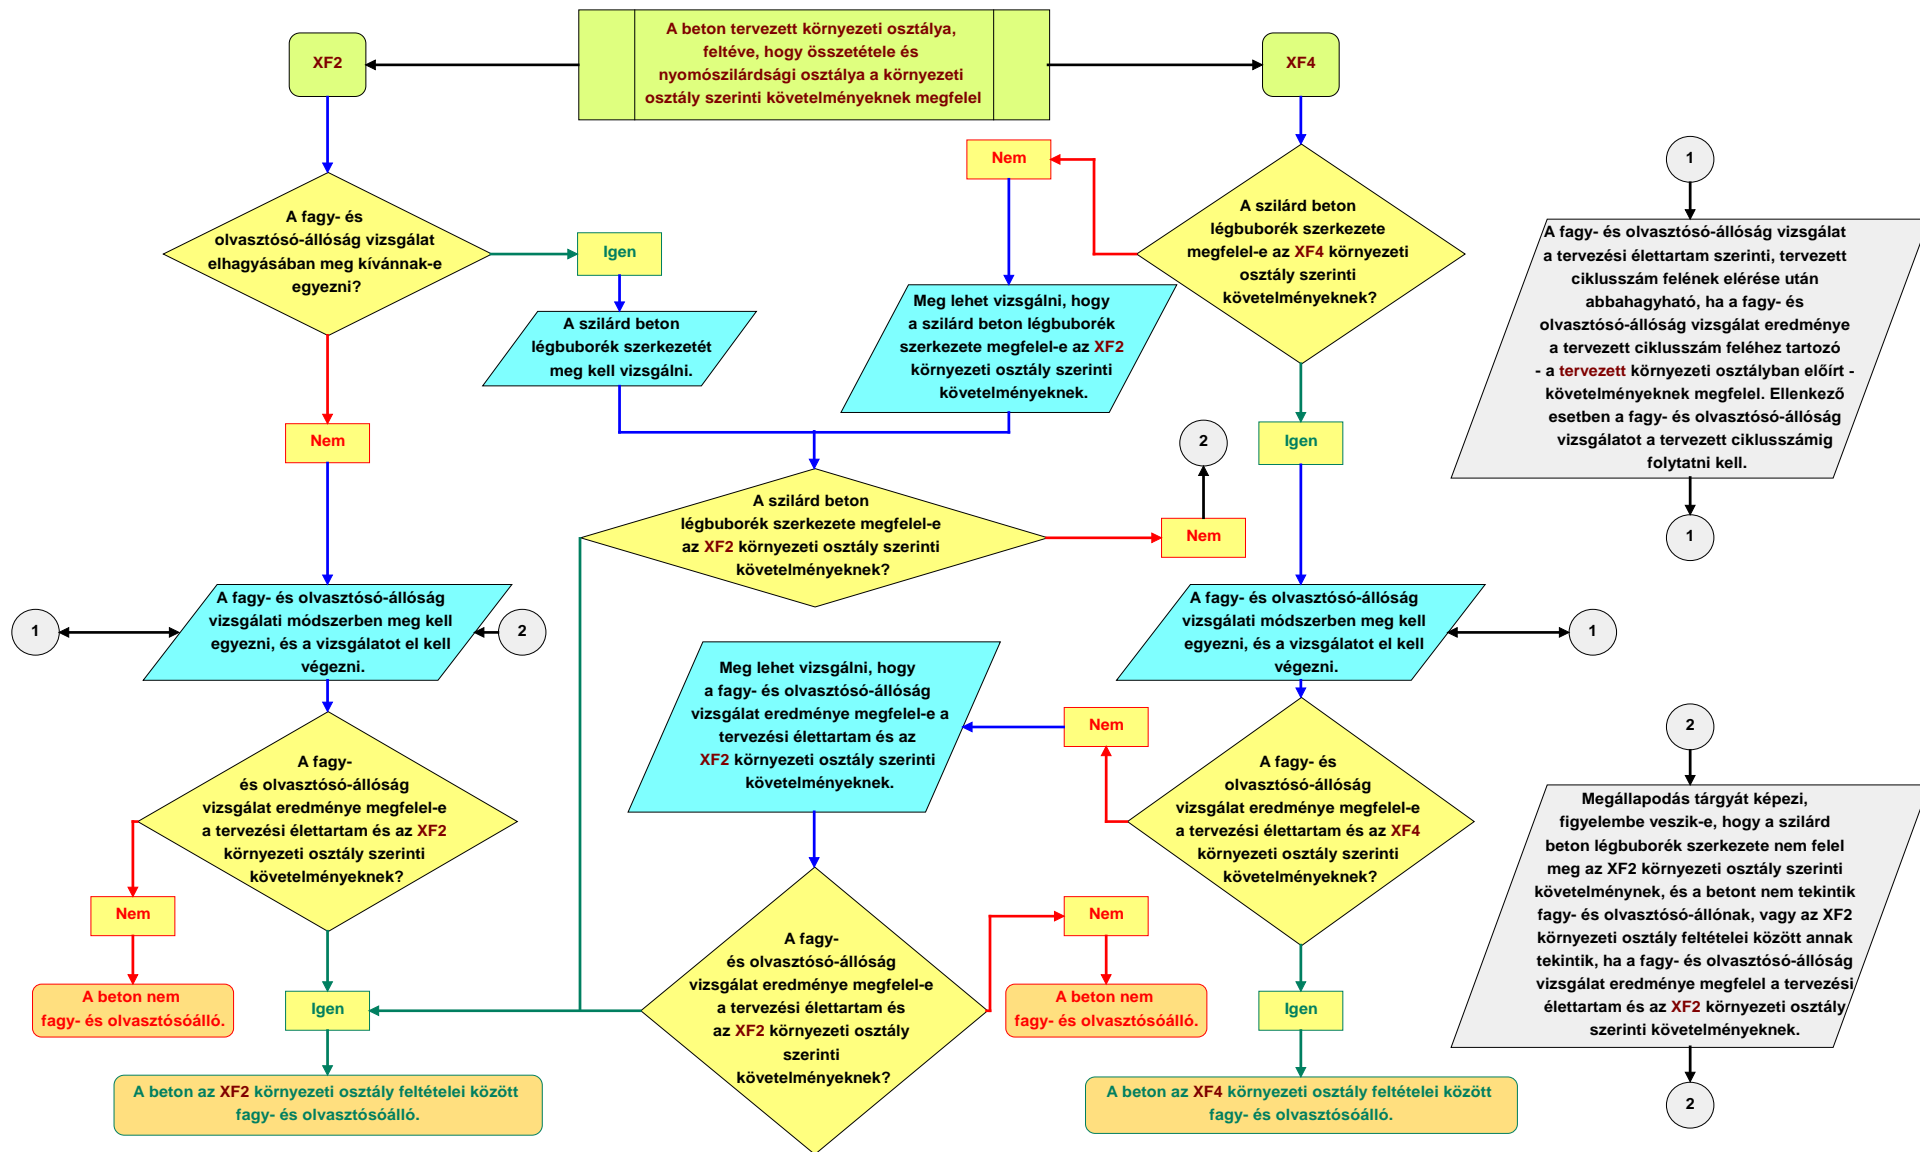 A beton tervezett környezeti osztálya,
feltéve, hogy összetétele és
nyomószilárdsági osztálya a környezeti
osztály szerinti követelményeknek megfelel
XF2
XF4
A fagy- és
olvasztósó-állóság vizsgálat
elhagyásában meg kívánnak-e
egyezni?
Igen
A szilárd beton
légbuborék szerkezetét
meg kell vizsgálni.
Nem
Nem
Meg lehet vizsgálni, hogy
a szilárd beton légbuborék
szerkezete megfelel-e az XF2
környezeti osztály szerinti
követelményeknek.
A szilárd beton
légbuborék szerkezete
megfelel-e az XF4 környezeti
osztály szerinti
követelményeknek?
Igen
A szilárd beton
légbuborék szerkezete megfelel-e
az XF2 környezeti osztály szerinti
követelményeknek?
Nem
2
1
A fagy- és olvasztósó-állóság
vizsgálati módszerben meg kell
egyezni, és a vizsgálatot el kell
végezni.
2
A fagy- és olvasztósó-állóság
vizsgálati módszerben meg kell
egyezni, és a vizsgálatot el kell
végezni.
1
A fagy-
és olvasztósó-állóság
vizsgálat eredménye megfelel-e
a tervezési élettartam és az XF2
környezeti osztály szerinti
követelményeknek?
Nem
A beton nem
fagy- és olvasztósóálló.
Igen
A beton az XF2 környezeti osztály feltételei között
fagy- és olvasztósóálló.
Meg lehet vizsgálni, hogy
a fagy- és olvasztósó-állóság
vizsgálat eredménye megfelel-e a
tervezési élettartam és az
XF2 környezeti osztály szerinti
követelményeknek.
Nem
A fagy- és
olvasztósó-állóság
vizsgálat eredménye megfelel-e
a tervezési élettartam és az XF4
környezeti osztály szerinti
követelményeknek?
A fagy-
és olvasztósó-állóság
vizsgálat eredménye megfelel-e
a tervezési élettartam és
az XF2 környezeti osztály
szerinti
követelményeknek?
Nem
A beton nem
fagy- és olvasztósóálló.
Igen
A beton az XF4 környezeti osztály feltételei között
fagy- és olvasztósóálló.
1
A fagy- és olvasztósó-állóság vizsgálat
a tervezési élettartam szerinti, tervezett
ciklusszám felének elérése után
abbahagyható, ha a fagy- és
olvasztósó-állóság vizsgálat eredménye
a tervezett ciklusszám feléhez tartozó
- a tervezett környezeti osztályban előírt -
követelményeknek megfelel. Ellenkező
esetben a fagy- és olvasztósó-állóság
vizsgálatot a tervezett ciklusszámig
folytatni kell.
1
2
Megállapodás tárgyát képezi,
figyelembe veszik-e, hogy a szilárd
beton légbuborék szerkezete nem felel
meg az XF2 környezeti osztály szerinti
követelménynek, és a betont nem tekintik
fagy- és olvasztósó-állónak, vagy az XF2
környezeti osztály feltételei között annak
tekintik, ha a fagy- és olvasztósó-állóság
vizsgálat eredménye megfelel a tervezési
élettartam és az XF2 környezeti osztály
szerinti követelményeknek.
2